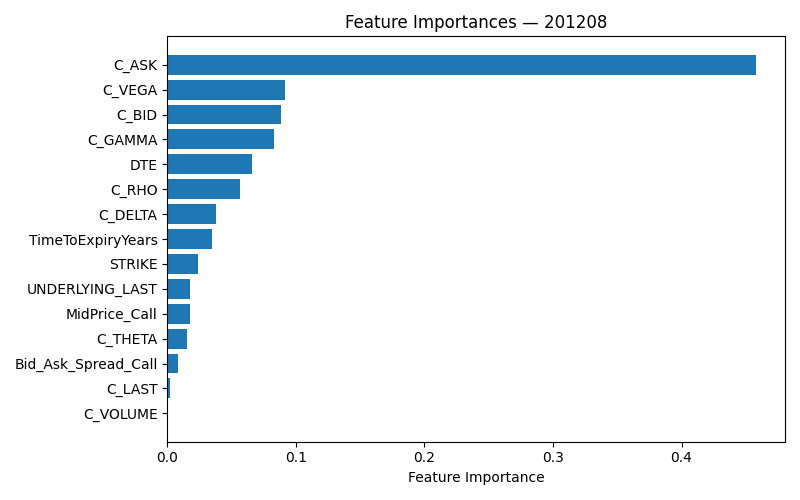 Feature Importances — 201208
C_ASK
C_VEGA
C_BID
C_GAMMA
DTE
C_RHO
C_DELTA
TimeToExpiryYears
STRIKE
UNDERLYING_LAST
MidPrice_Call
C_THETA
Bid_Ask_Spread_Call
C_LAST
C_VOLUME
0.0 0.1 0.2 0.3 0.4
Feature Importance